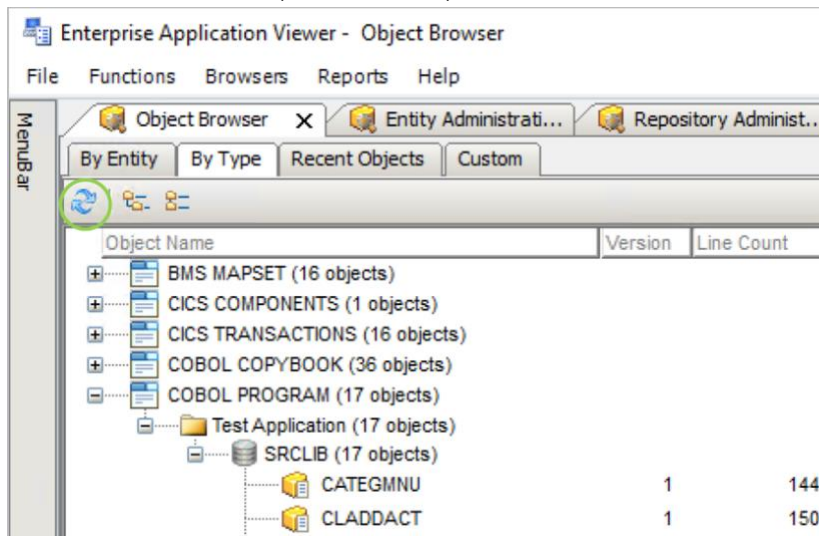 Enterprise Application Viewer - Object Browser
File Functions Browsers Reports Help
MenuBar
Object Browser X Entity Administrati... Repository Administ..
By Entity By Type Recent Objects Custom
Object Name Version Line Count
BMS MAPSET (16 objects)
CICS COMPONENTS (1 objects)
CICS TRANSACTIONS (16 objects)
COBOL COPYBOOK (36 objects)
COBOL PROGRAM (17 objects)
Test Application (17 objects)
SRCLIB (17 objects)
CATEGMNU 1 144
CLADDACT 1 150